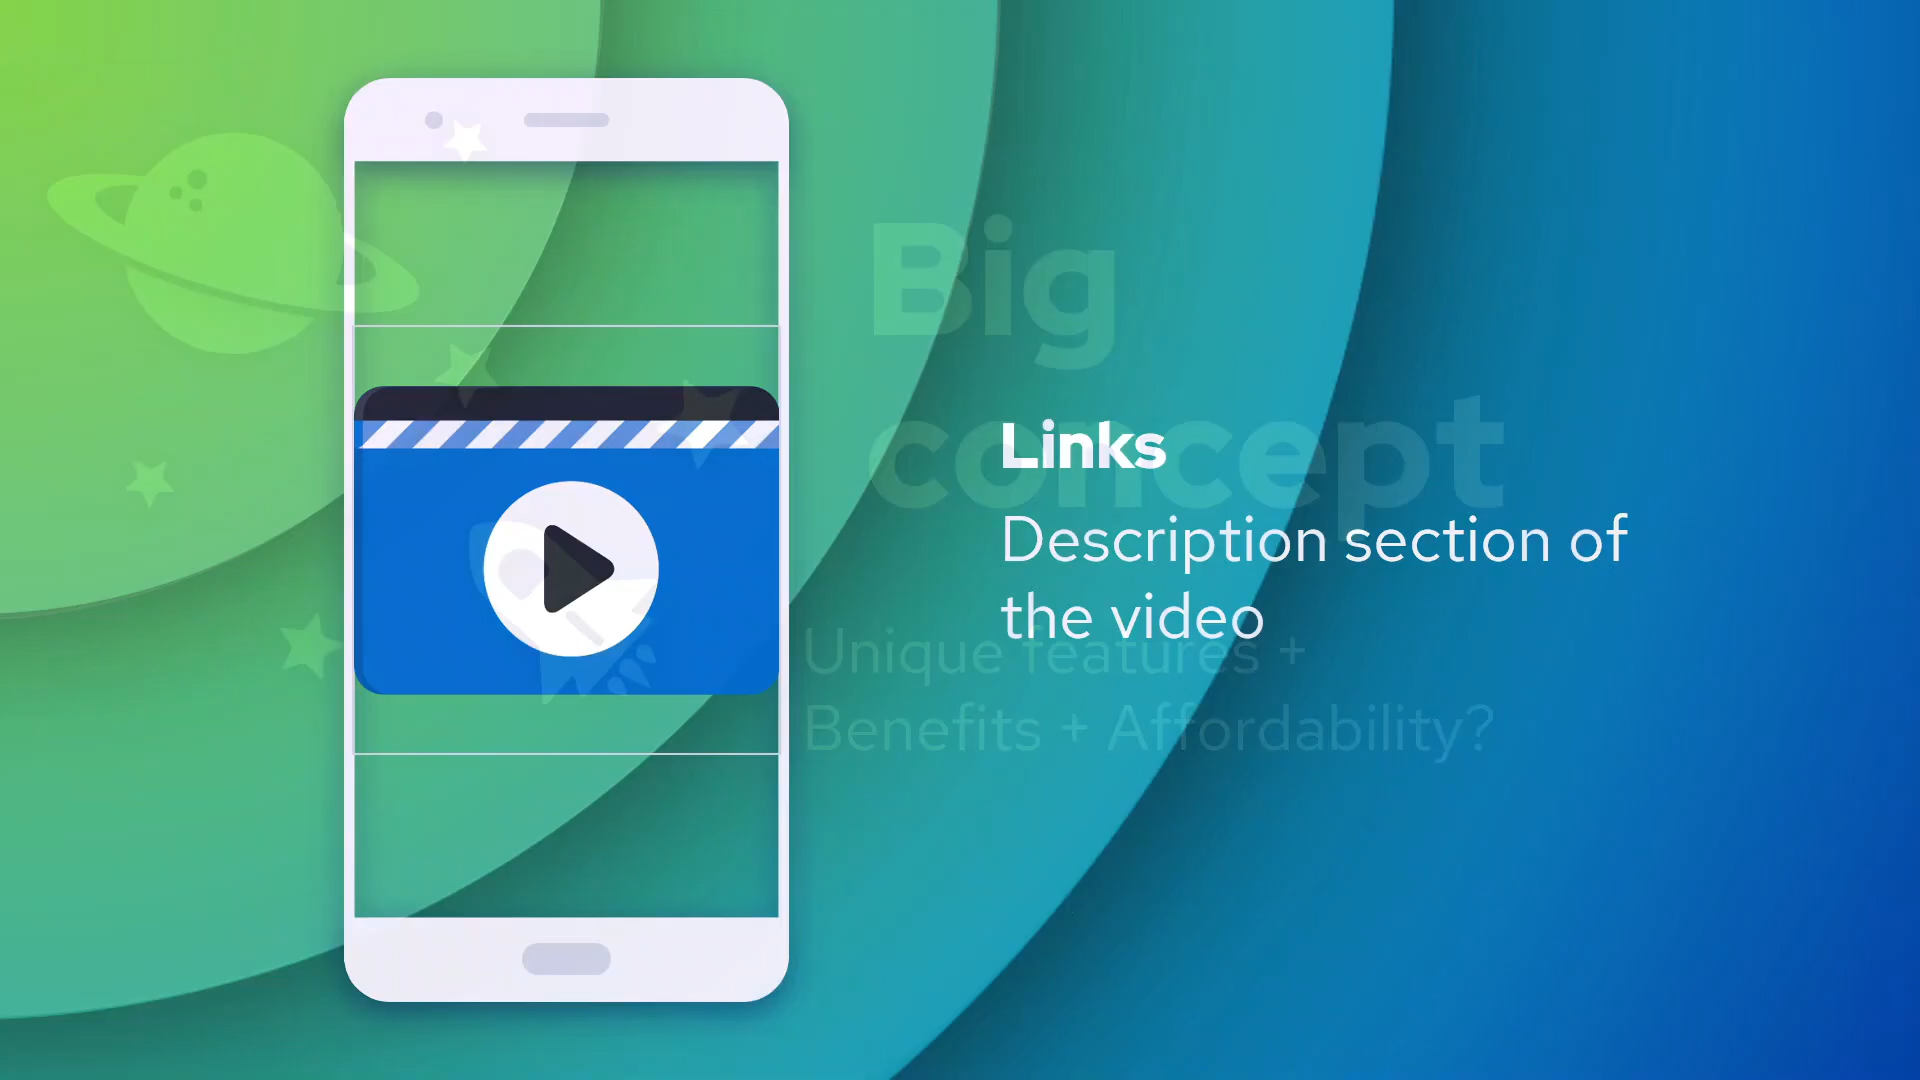 Big
concept
Links
Description section of
the video
Unique features +
Benefits + Affordability?